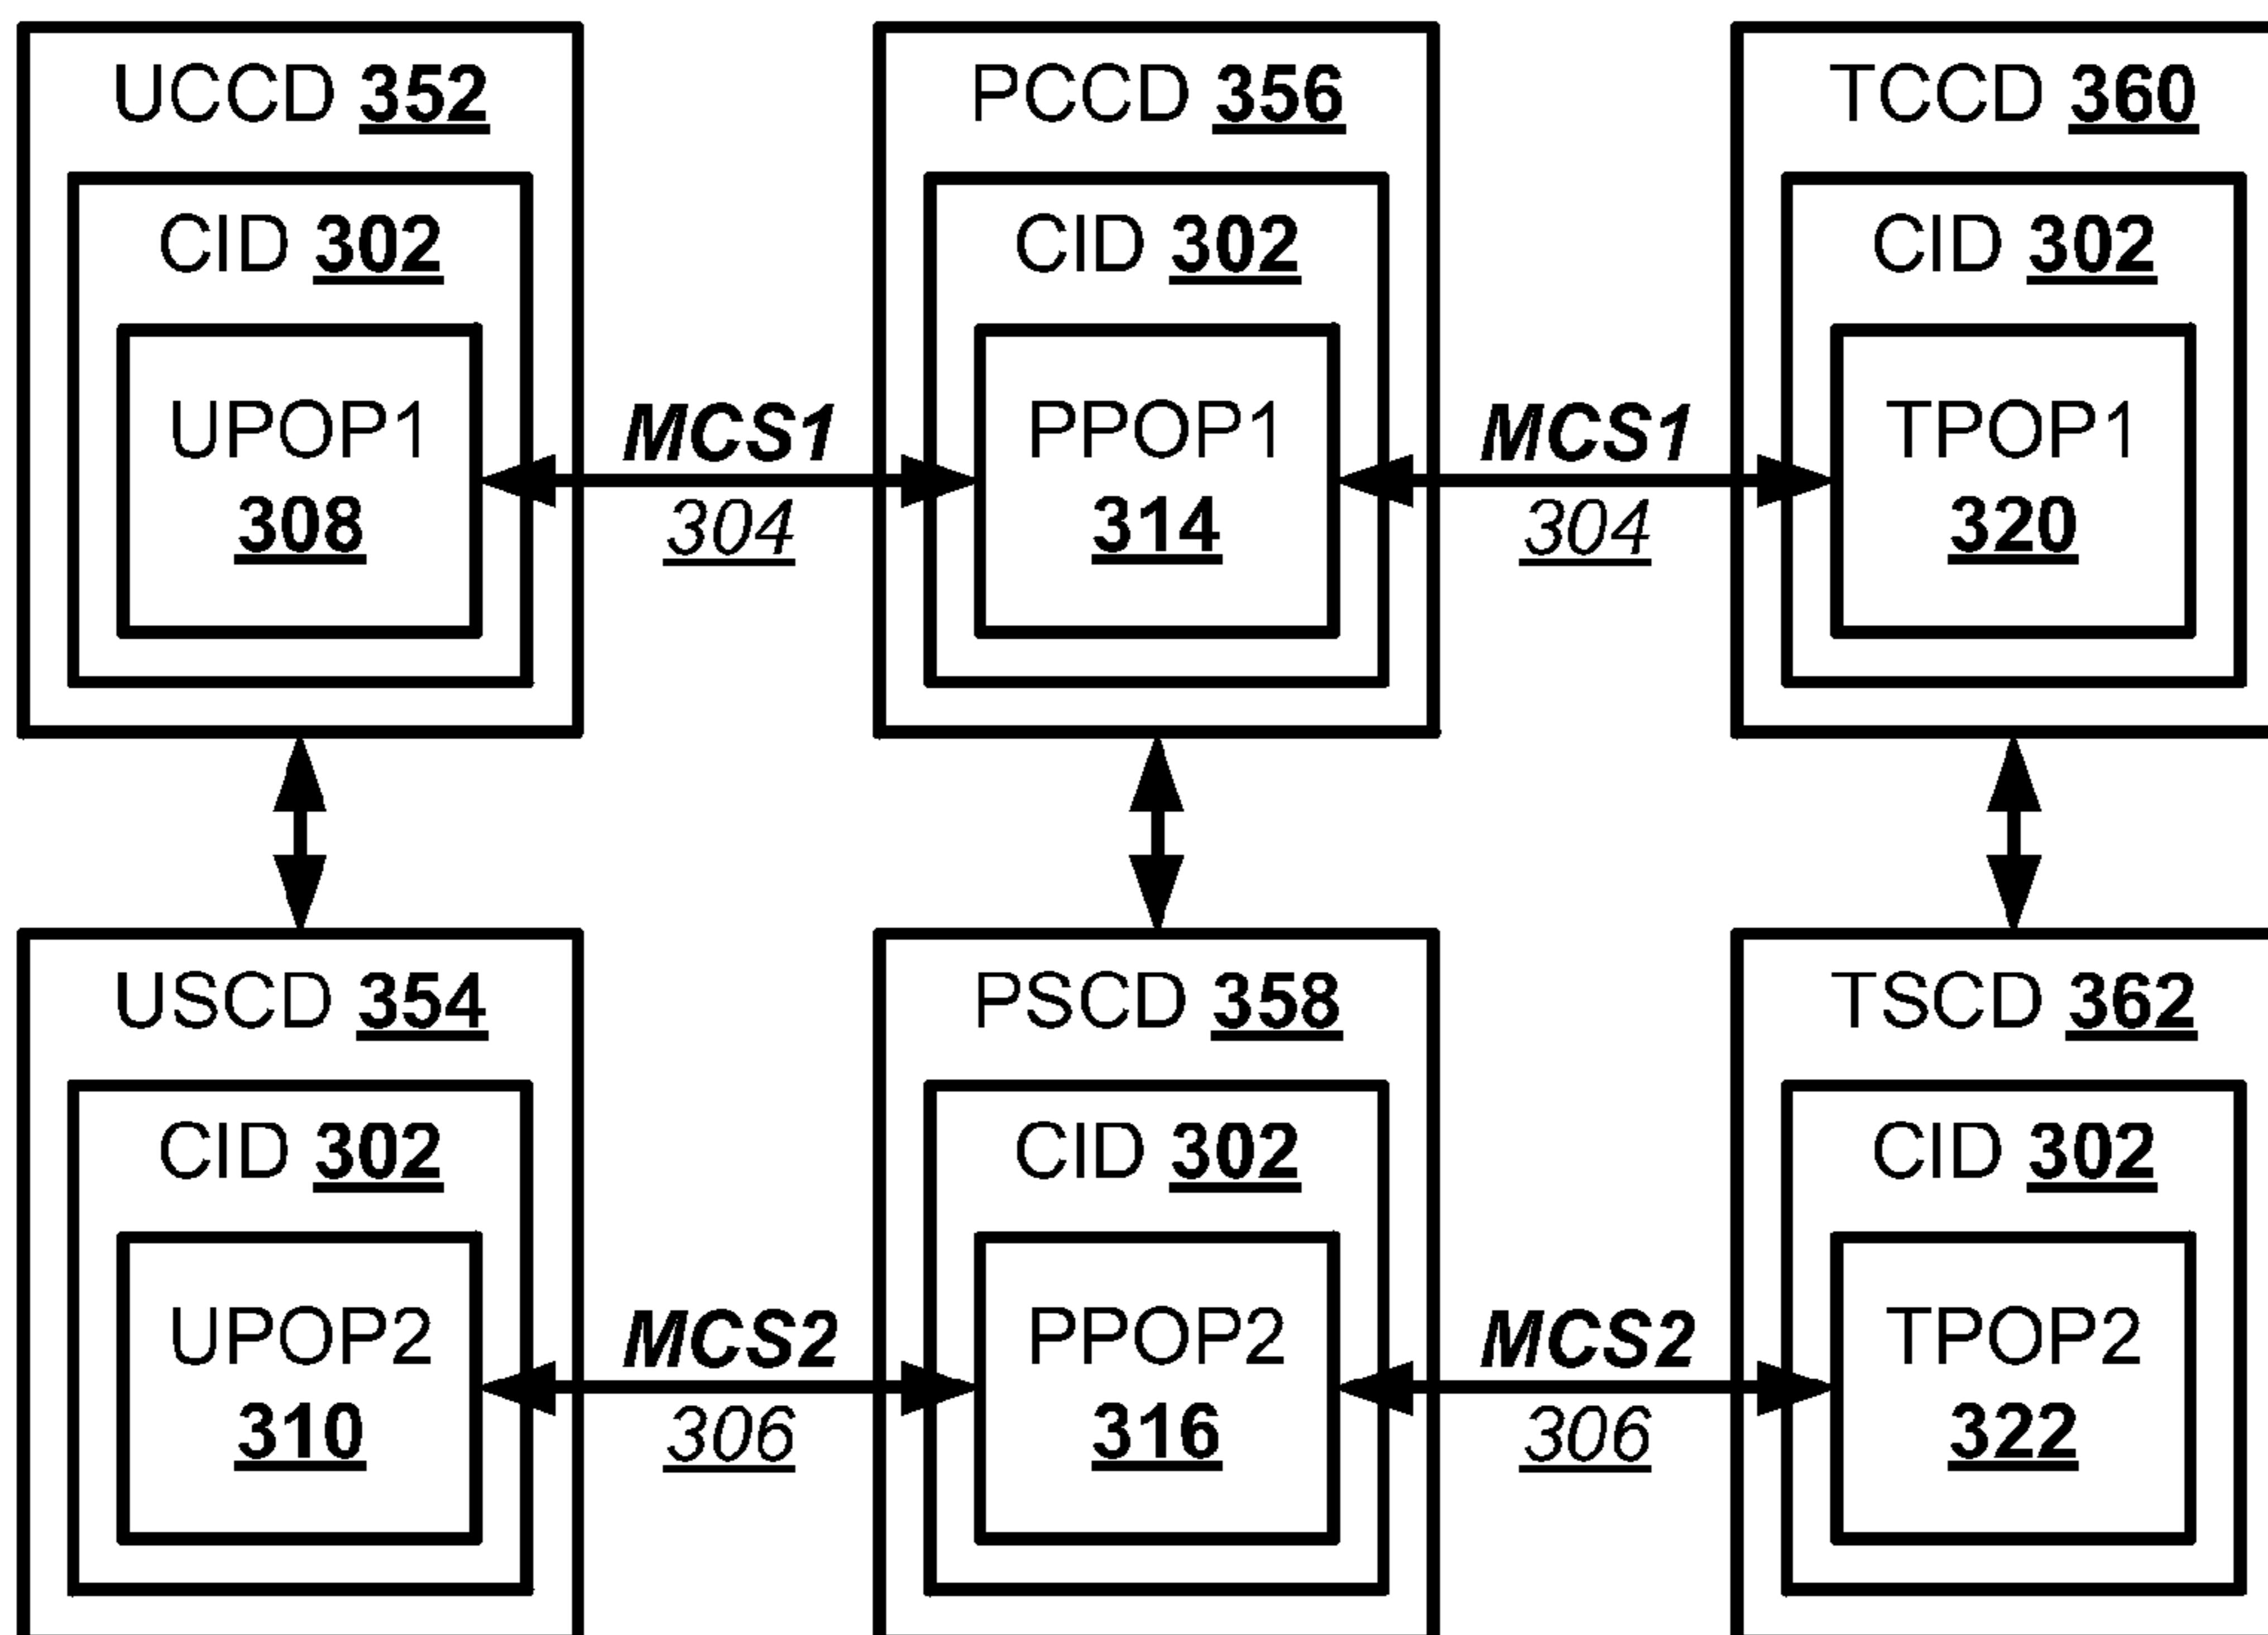 UCCD 352
PCCD 356
TCCD 360
CID 302
CID 302
CID 302
UPOP1
308
MCS1
304
PPOP1
314
MCS1
304
TPOP1
320
USCD 354
PSCD 358
TSCD 362
CID 302
CID 302
CID 302
UPOP2
310
MCS2
306
PPOP2
316
MCS2
306
TPOP2
322